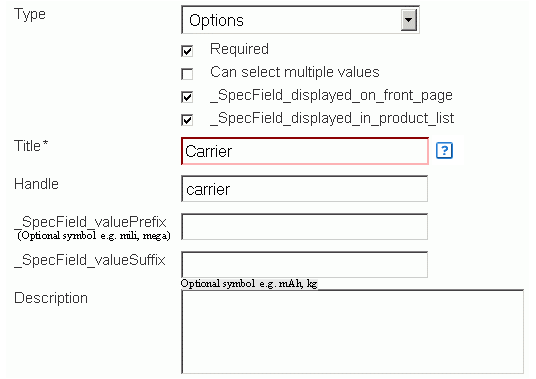 Type Options
Required
Can select multiple values
_SpecField_displayed_on_front_page
_SpecField_displayed_in_product_list
Title* Carrier ?
Handle carrier
_SpecField_valuePrefix
(Optional symbol e.g. mili, mega)
_SpecField_valueSuffix
Optional symbol e.g. mAh, kg
Description